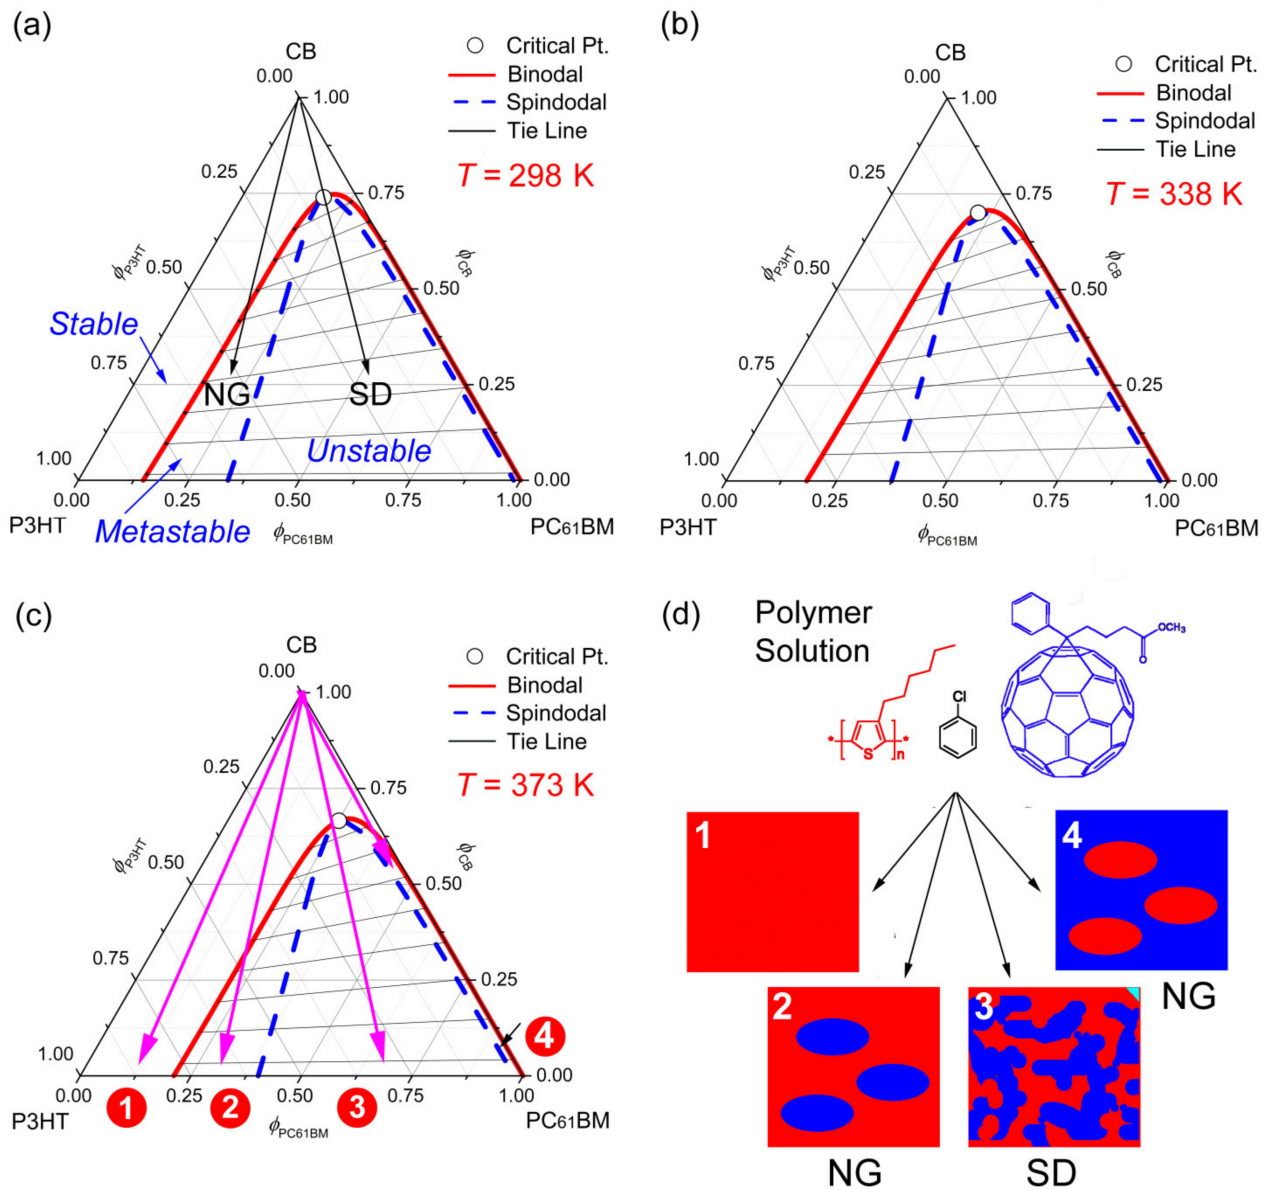 (a)
CB
0.00
1.00
Critical Pt.
Binodal
Spindodal
Tie Line
T = 298 K
0.25
0.75
ϕP3HT
0.50
ϕCB
0.50
Stable
0.75
NG
SD
0.25
Unstable
1.00
0.00
0.00
0.25
0.50
0.75
1.00
P3HT
Metastable
ϕPC61BM
PC61BM
(b)
CB
0.00
1.00
Critical Pt.
Binodal
Spindodal
Tie Line
T = 338 K
0.25
0.75
ϕP3HT
0.50
ϕCB
0.50
0.75
0.25
1.00
0.00
0.00
0.25
0.50
0.75
1.00
P3HT
ϕPC61BM
PC61BM
(c)
CB
0.00
1.00
Critical Pt.
Binodal
Spindodal
Tie Line
T = 373 K
0.25
0.75
ϕP3HT
0.50
ϕCB
0.50
0.75
0.25
4
1.00
0.00
0.00
1
0.25
2
0.50
3
0.75
1.00
P3HT
ϕPC61BM
PC61BM
(d)
Polymer
Solution
OCH3
O
Cl
*
S
n
*
1
4
NG
2
3
NG
SD